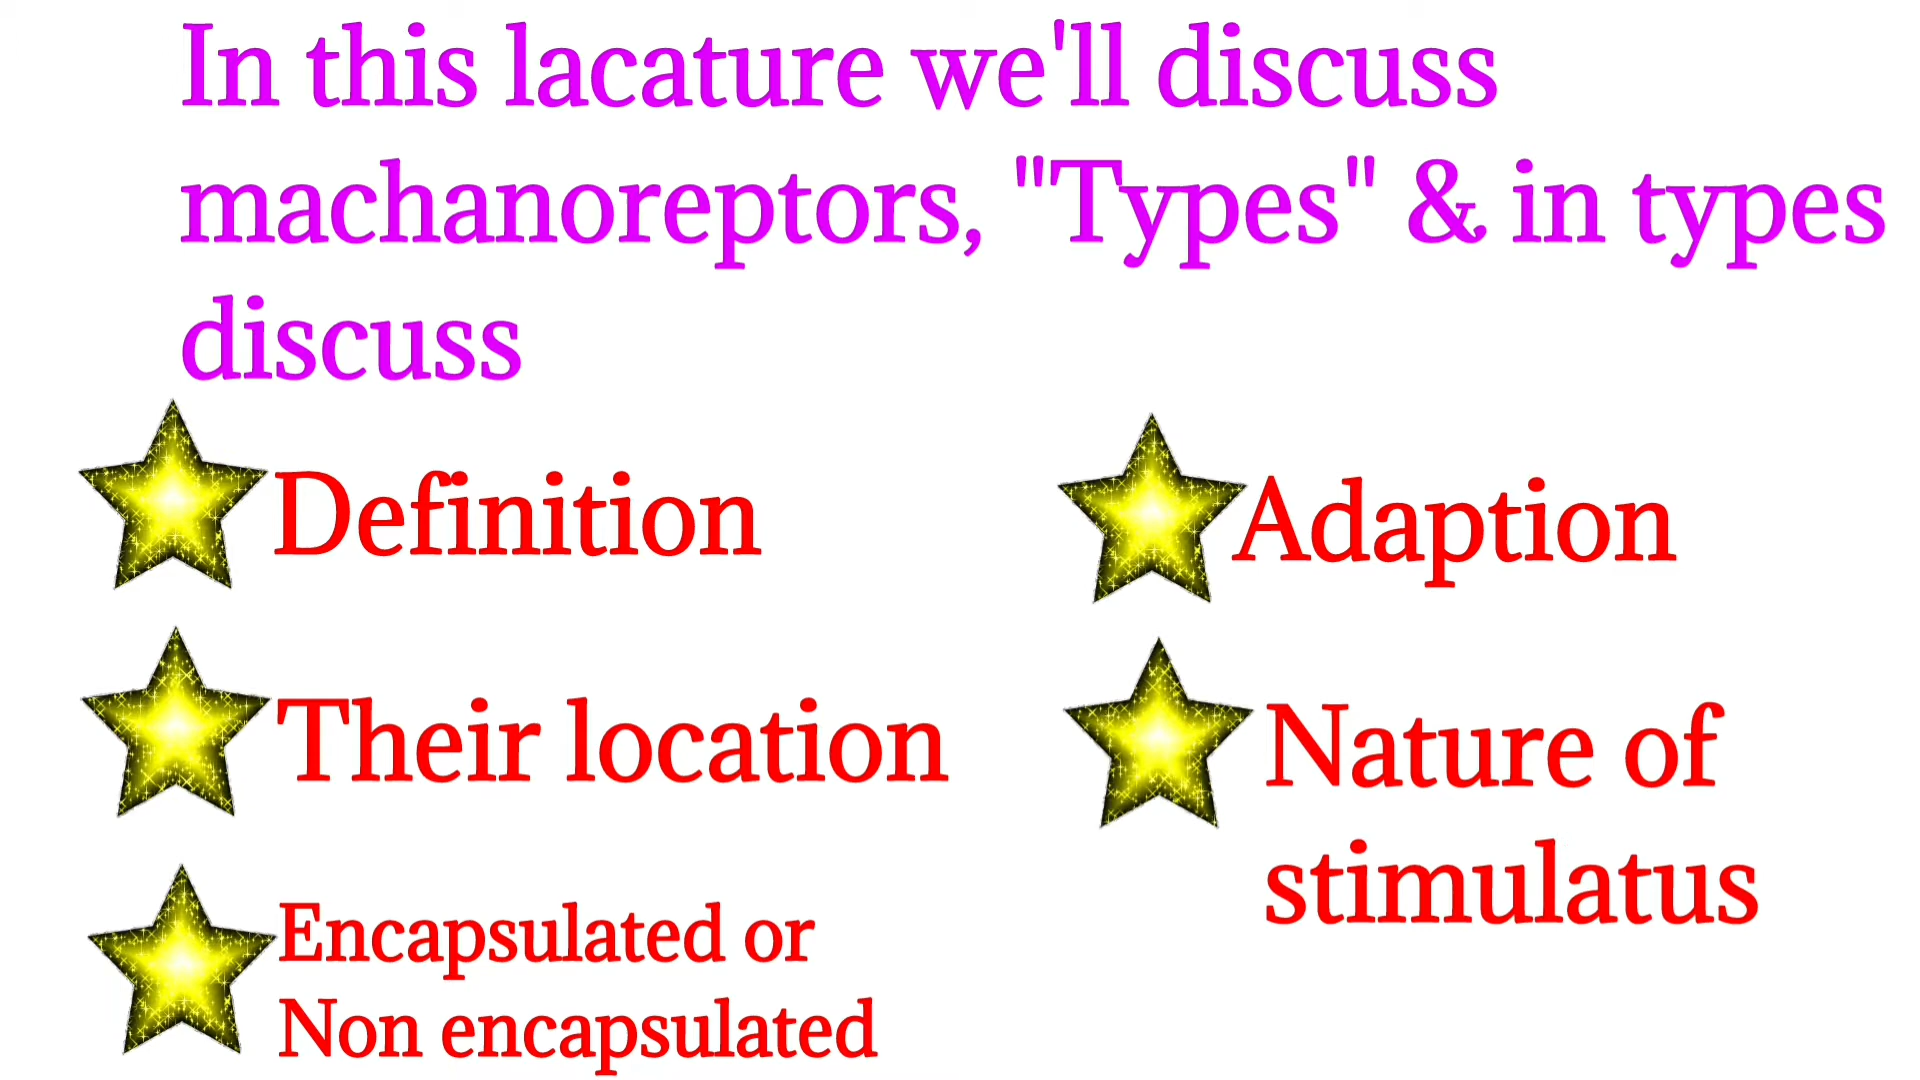 In this lacature we'll discuss
machanoreptors, "Types" & in types
discuss
Definition
Their location
Encapsulated or
Non encapsulated
Adaption
Nature of
stimulatus